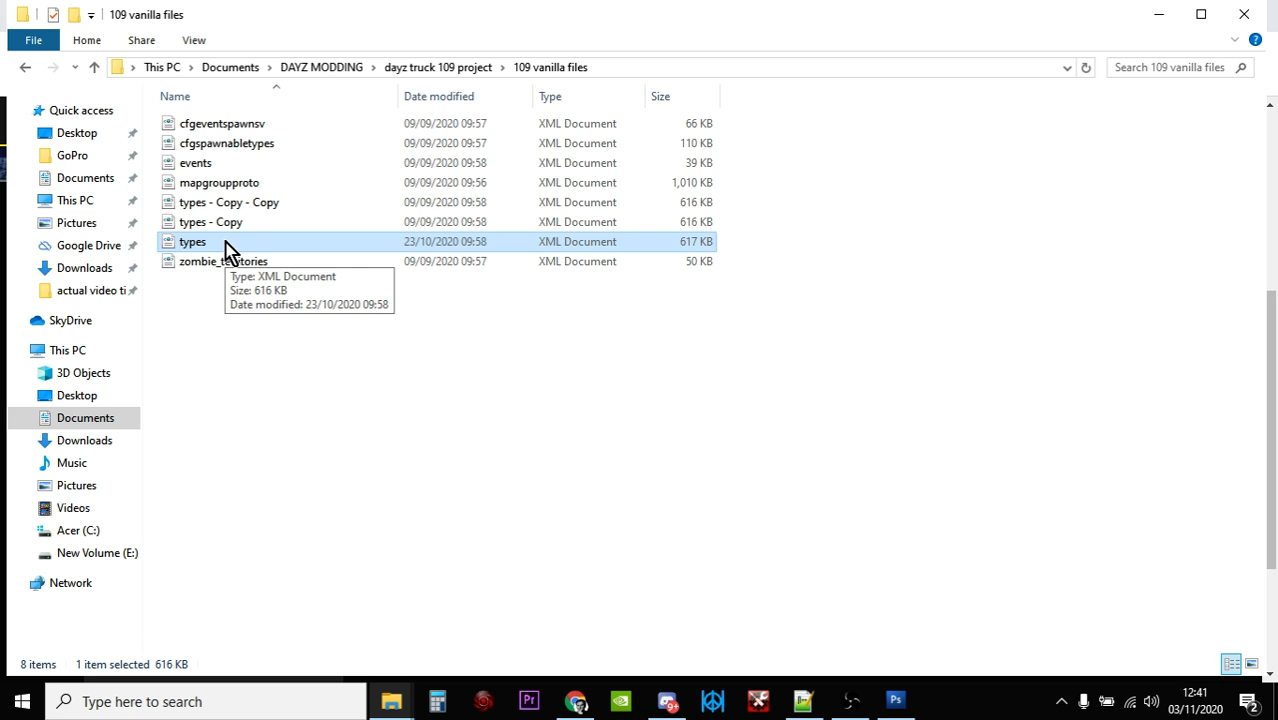 109 vanilla files
File Home Share View
This PC > Documents > DAYZ MODDING > dayz truck 109 project > 109 vanilla files
Search 109 vanilla files
Name Date modified Type Size
cfgeventspawnsv 09/09/2020 09:57 XML Document 66 KB
cfgspawnabletypes 09/09/2020 09:57 XML Document 110 KB
events 09/09/2020 09:58 XML Document 39 KB
mapgroupproto 09/09/2020 09:56 XML Document 1,010 KB
types - Copy - Copy 09/09/2020 09:58 XML Document 616 KB
types - Copy 09/09/2020 09:58 XML Document 616 KB
types 23/10/2020 09:58 XML Document 617 KB
09/09/2020 09:57 XML Document 50 KB
Type: XML Document
Size: 616 KB
Date modified: 23/10/2020 09:58
Quick access
Desktop
GoPro
Documents
This PC
Pictures
Google Drive
Downloads
actual video ti
SkyDrive
This PC
3D Objects
Desktop
Documents
Downloads
Music
Pictures
Videos
Acer (C:)
New Volume (E:)
Network
8 items 1 item selected 616 KB
Type here to search
Pr
Ps
12:41
03/11/2020
2